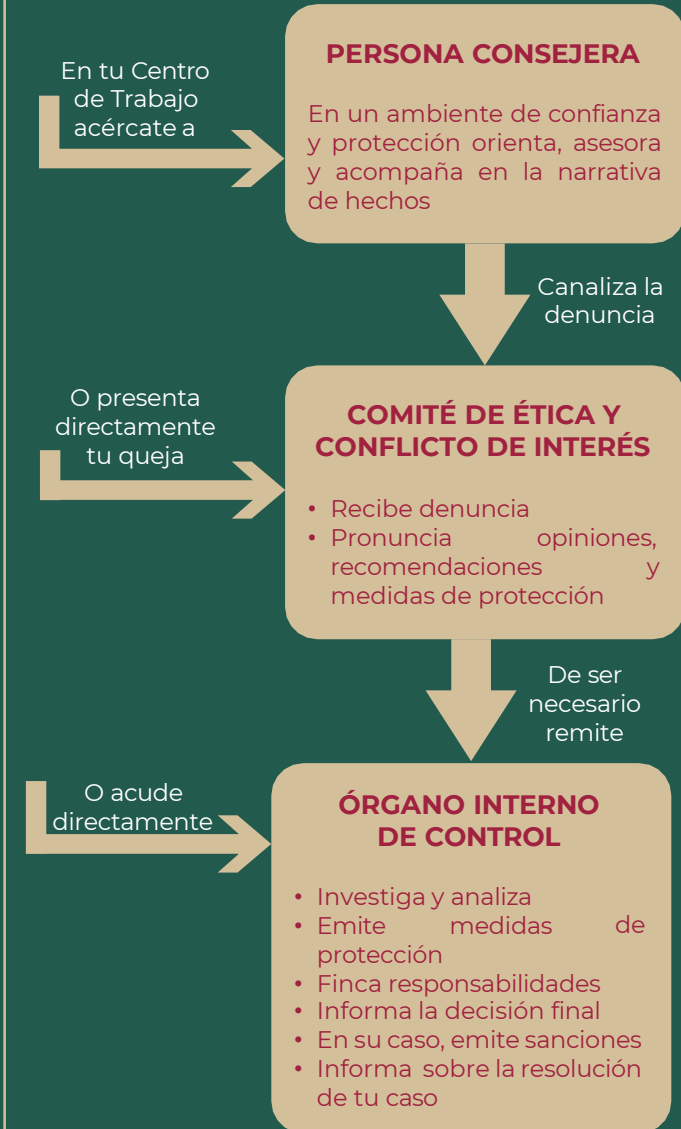 En tu Centro
de Trabajo
acércate a
PERSONA CONSEJERA
En un ambiente de confianza
y protección orienta, asesora
y acompaña en la narrativa
de hechos
Canaliza la
denuncia
O presenta
directamente
tu queja
COMITÉ DE ÉTICA Y
CONFLICTO DE INTERÉS
• Recibe denuncia
• Pronuncia opiniones,
recomendaciones y
medidas de protección
De ser
necesario
remite
O acude
directamente
ÓRGANO INTERNO
DE CONTROL
• Investiga y analiza
• Emite medidas de
protección
• Finca responsabilidades
• Informa la decisión final
• En su caso, emite sanciones
• Informa sobre la resolución
de tu caso